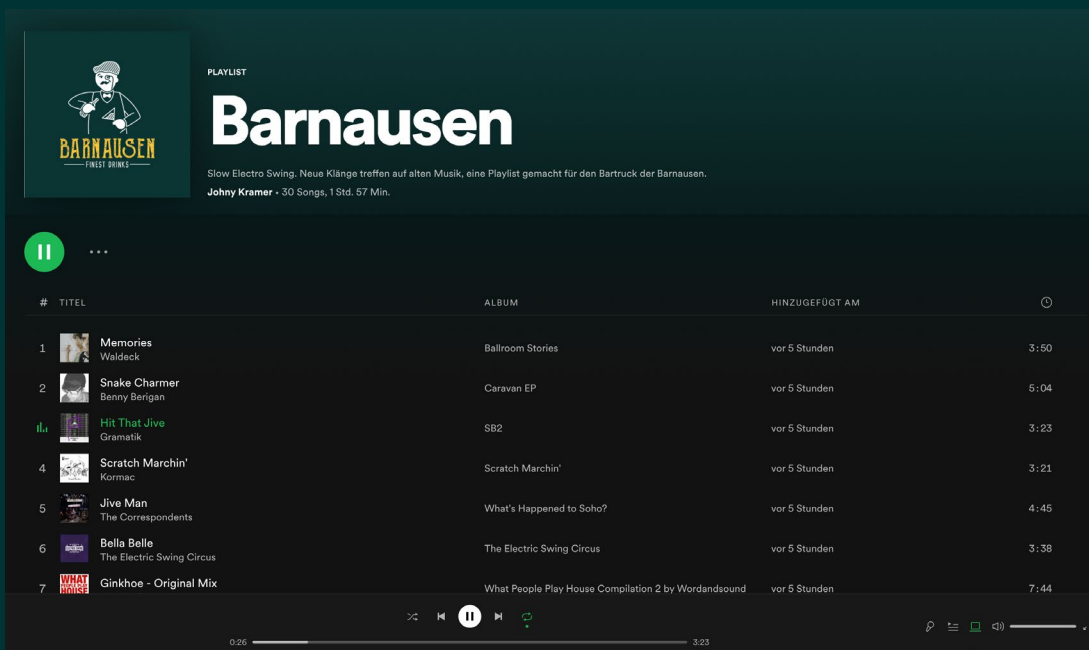 BARNAUSEN
FINEST DRINKS
PLAYLIST
Barnausen
Slow Electro Swing. Neue Klänge treffen auf alten Musik, eine Playlist gemacht für den Bartruck der Barnausen.
Johny Kramer • 30 Songs, 1 Std. 57 Min.
# TITEL ALBUM HINZUGEFÜGT AM
1 Memories Ballroom Stories vor 5 Stunden 3:50
Waldeck
2 Snake Charmer Caravan EP vor 5 Stunden 5:04
Benny Berigan
Hit That Jive SB2 vor 5 Stunden 3:23
Gramatik
4 Scratch Marchin' Scratch Marchin' vor 5 Stunden 3:21
Kormac
5 Jive Man What's Happened to Soho? vor 5 Stunden 4:45
The Correspondents
6 Bella Belle The Electric Swing Circus vor 5 Stunden 3:38
The Electric Swing Circus
7 Ginkhoe - Original Mix What People Play House Compilation 2 by Wordandsound vor 5 Stunden 7:44
WHAT
PEOPLE PLAY
HOUSE
0:26 3:23